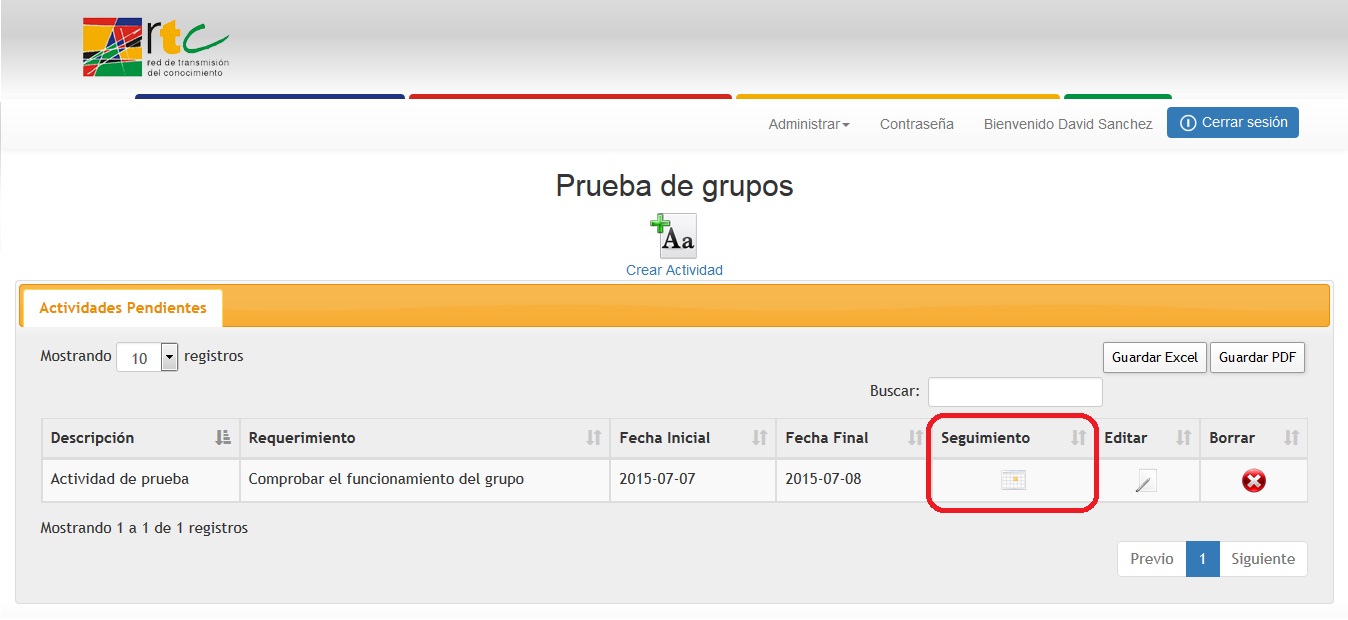 rtc
red de transmisión
del conocimiento
Administrar Contraseña Bienvenido David Sanchez Cerrar sesión
Prueba de grupos
Aa
Crear Actividad
Actividades Pendientes
Mostrando 10 registros Guardar Excel Guardar PDF
Buscar:
Descripción Requerimiento Fecha Inicial Fecha Final Seguimiento Editar Borrar
Actividad de prueba Comprobar el funcionamiento del grupo 2015-07-07 2015-07-08
Mostrando 1 a 1 de 1 registros
Previo 1 Siguiente